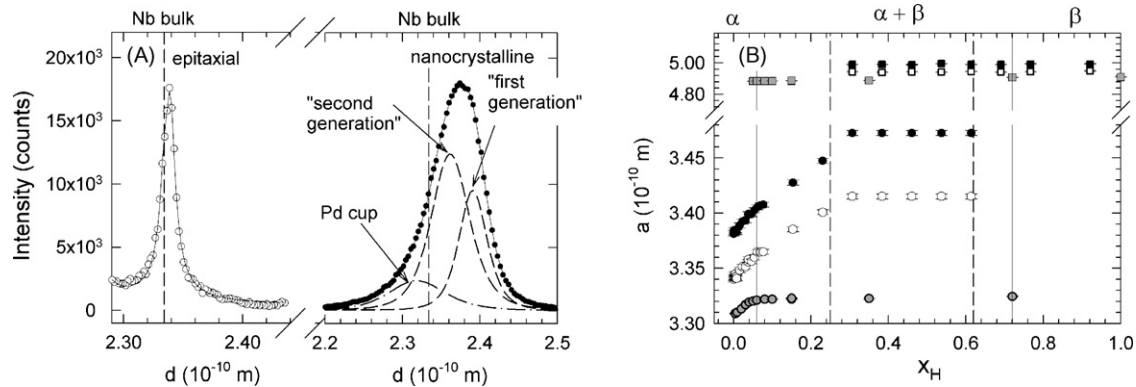 Nb bulk
Nb bulk
(A)
epitaxial
nanocrystalline
"first
generation"
"second
generation"
Pd cup
Intensity (counts)
20x10³
15x10³
10x10³
5x10³
0
2.30
2.34
2.2
2.3
2.4
2.5
d (10⁻¹⁰ m)
d (10⁻¹⁰ m)
α
α + β
β
(B)
a (10⁻¹⁰ m)
5.00
4.80
3.45
3.40
3.35
3.30
0.0
0.2
0.4
0.6
0.8
1.0
x_H